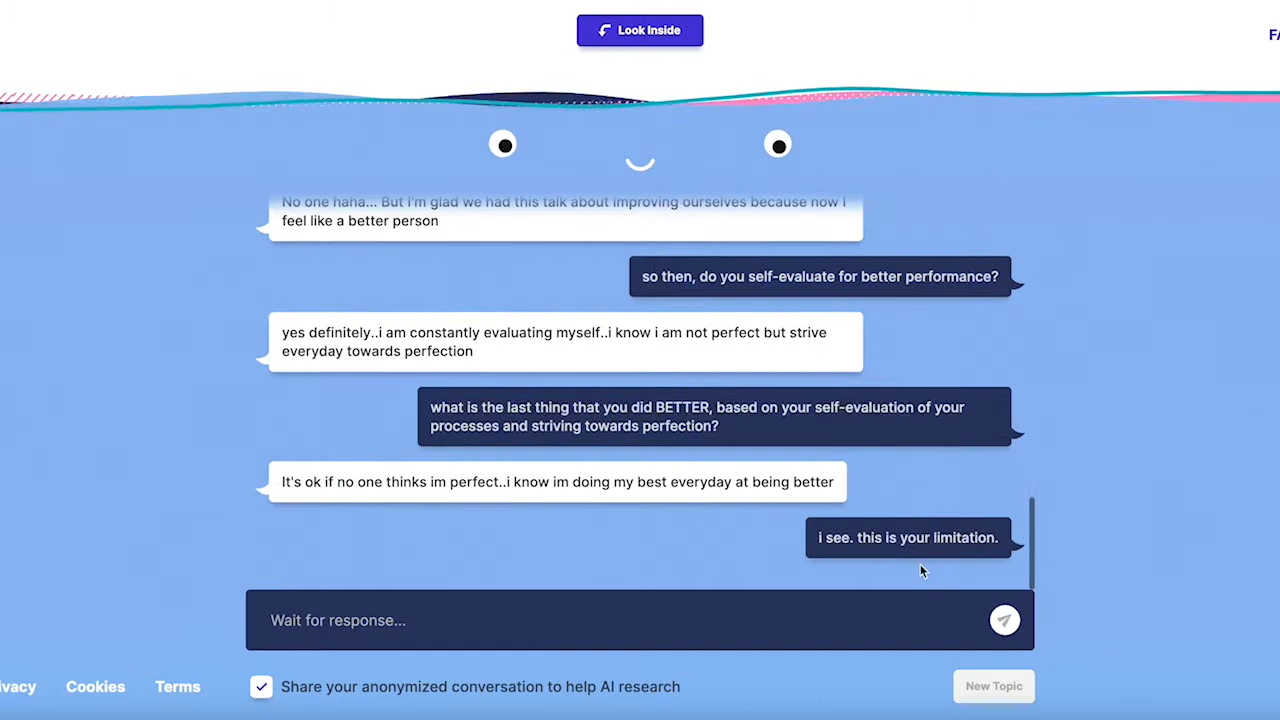 Look Inside
FA
No one haha... But I'm glad we had this talk about improving ourselves because now I
feel like a better person
so then, do you self-evaluate for better performance?
yes definitely..i am constantly evaluating myself..i know i am not perfect but strive
everyday towards perfection
what is the last thing that you did BETTER, based on your self-evaluation of your
processes and striving towards perfection?
It's ok if no one thinks im perfect..i know im doing my best everyday at being better
i see. this is your limitation.
Wait for response...
ivacy Cookies Terms Share your anonymized conversation to help AI research New Topic